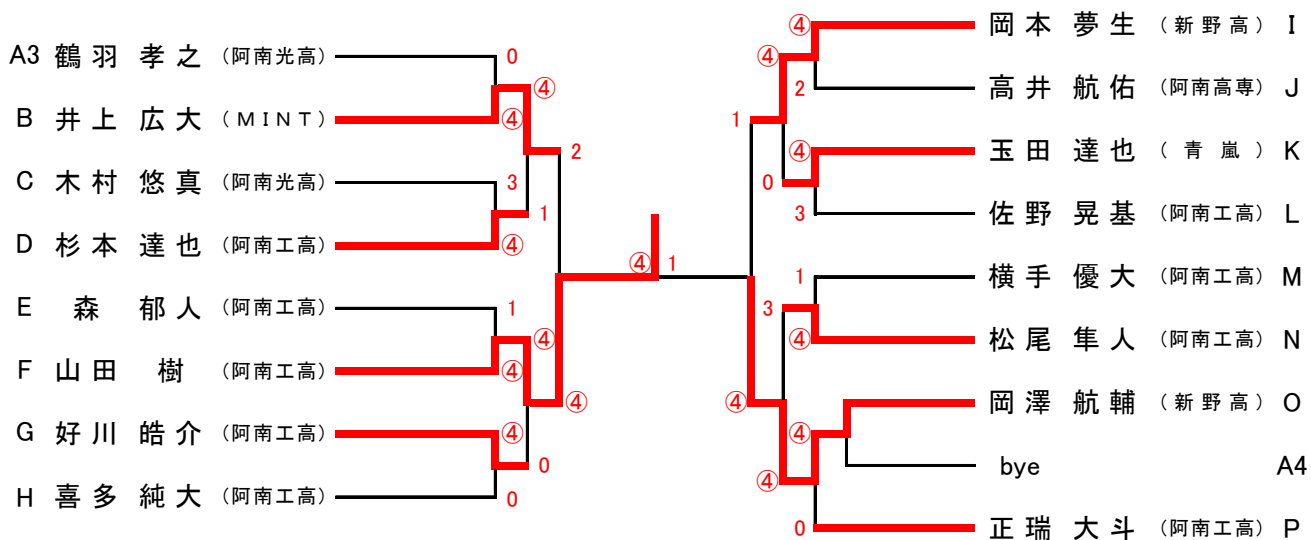 A3 鶴羽 孝之 (阿南光高) 0
④
B 井上 広大 (MINT) ④
2
C 木村 悠真 (阿南光高) 3
1
D 杉本 達也 (阿南工高) ④
E 森 郁人 (阿南工高) 1
④
F 山田 樹 (阿南工高) ④
④
G 好川 皓介 (阿南工高) ④
0
H 喜多 純大 (阿南工高) 0
④ 1
④ 岡本 夢生 (新野高) I
④
2 高井 航佑 (阿南高専) J
1
④ 玉田 達也 (青嵐) K
0
3 佐野 晃基 (阿南工高) L
1 横手 優大 (阿南工高) M
3
④ 松尾 隼人 (阿南工高) N
④
岡澤 航輔 (新野高) O
④
bye A4
④
0 正瑞 大斗 (阿南工高) P